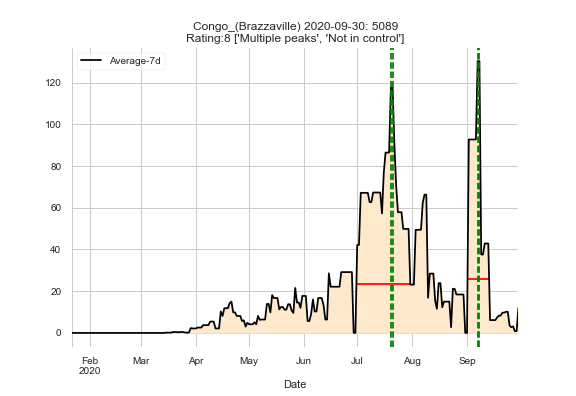 Congo_(Brazzaville) 2020-09-30: 5089
Rating:8 ['Multiple peaks', 'Not in control']
Average-7d
120
100
80
60
40
20
0
Feb Mar Apr May Jun Jul Aug Sep
2020
Date